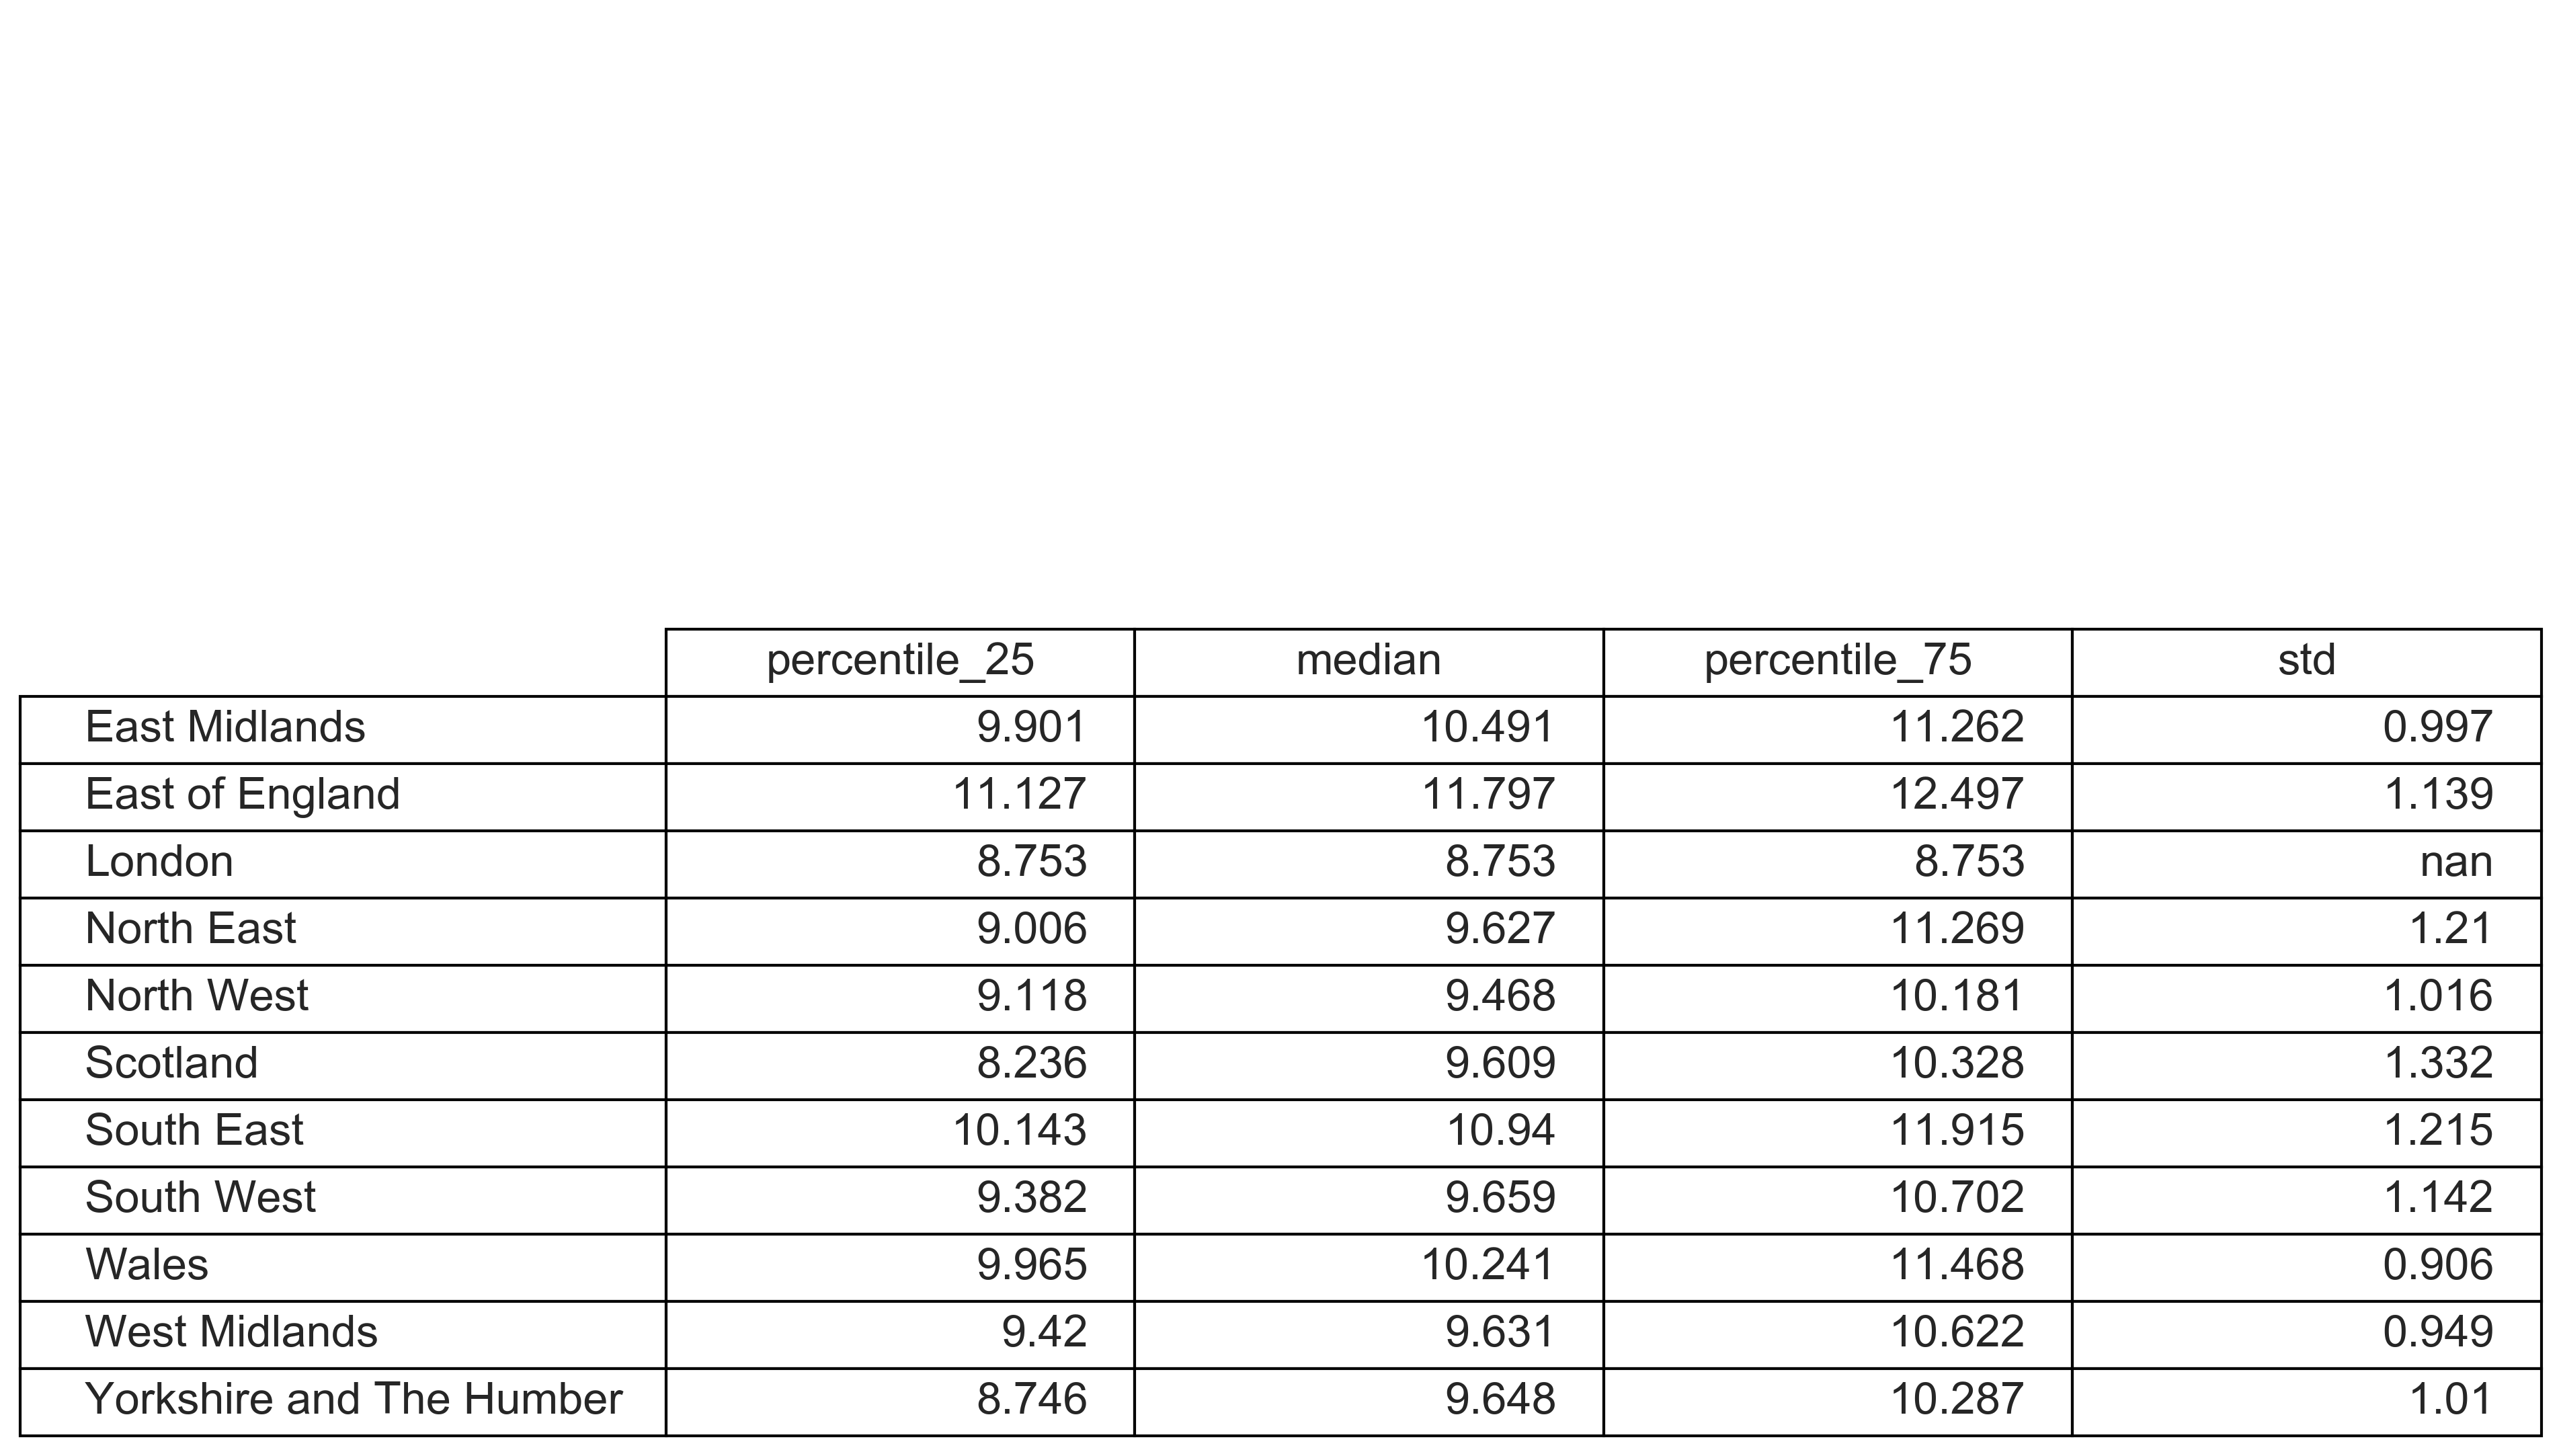 percentile_25 median percentile_75 std
East Midlands 9.901 10.491 11.262 0.997
East of England 11.127 11.797 12.497 1.139
London 8.753 8.753 8.753 nan
North East 9.006 9.627 11.269 1.21
North West 9.118 9.468 10.181 1.016
Scotland 8.236 9.609 10.328 1.332
South East 10.143 10.94 11.915 1.215
South West 9.382 9.659 10.702 1.142
Wales 9.965 10.241 11.468 0.906
West Midlands 9.42 9.631 10.622 0.949
Yorkshire and The Humber 8.746 9.648 10.287 1.01